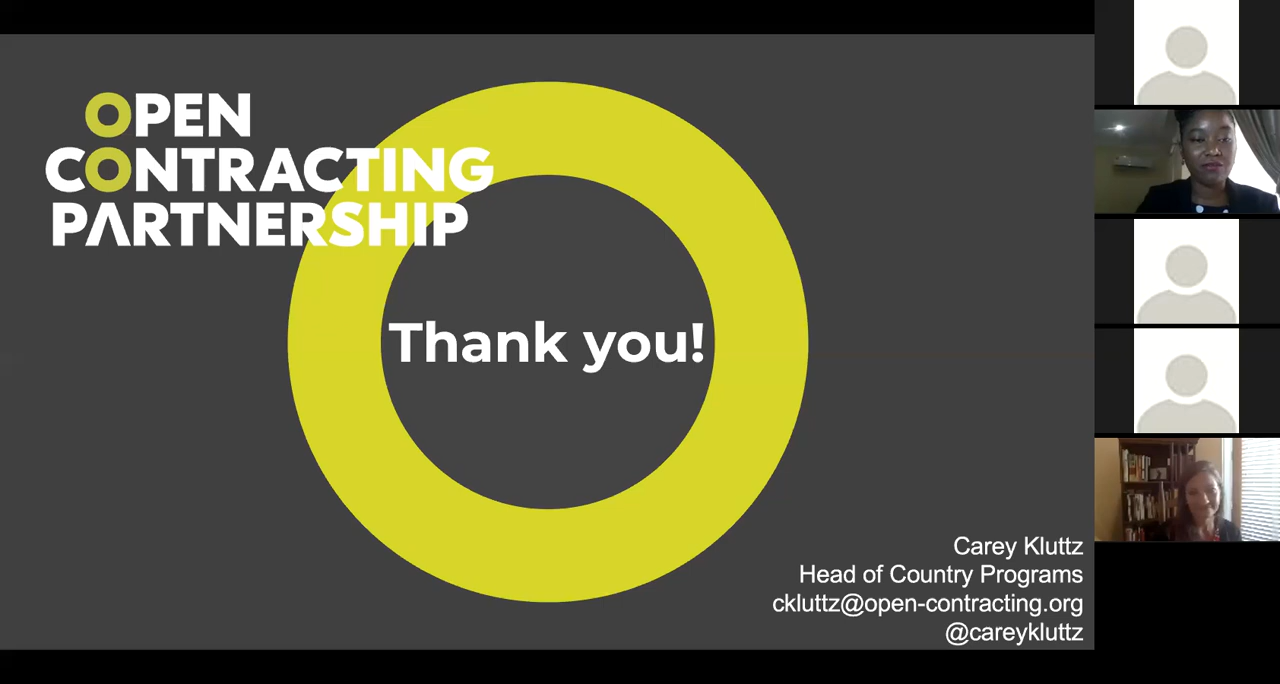 OPEN
CONTRACTING
PARTNERSHIP
Thank you!
Carey Kluttz
Head of Country Programs
ckluttz@open-contracting.org
@careykluttz